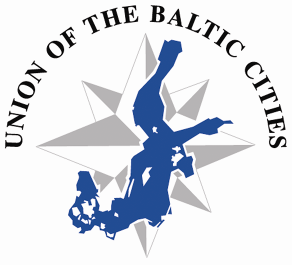 UNION OF THE BALTIC CITIES